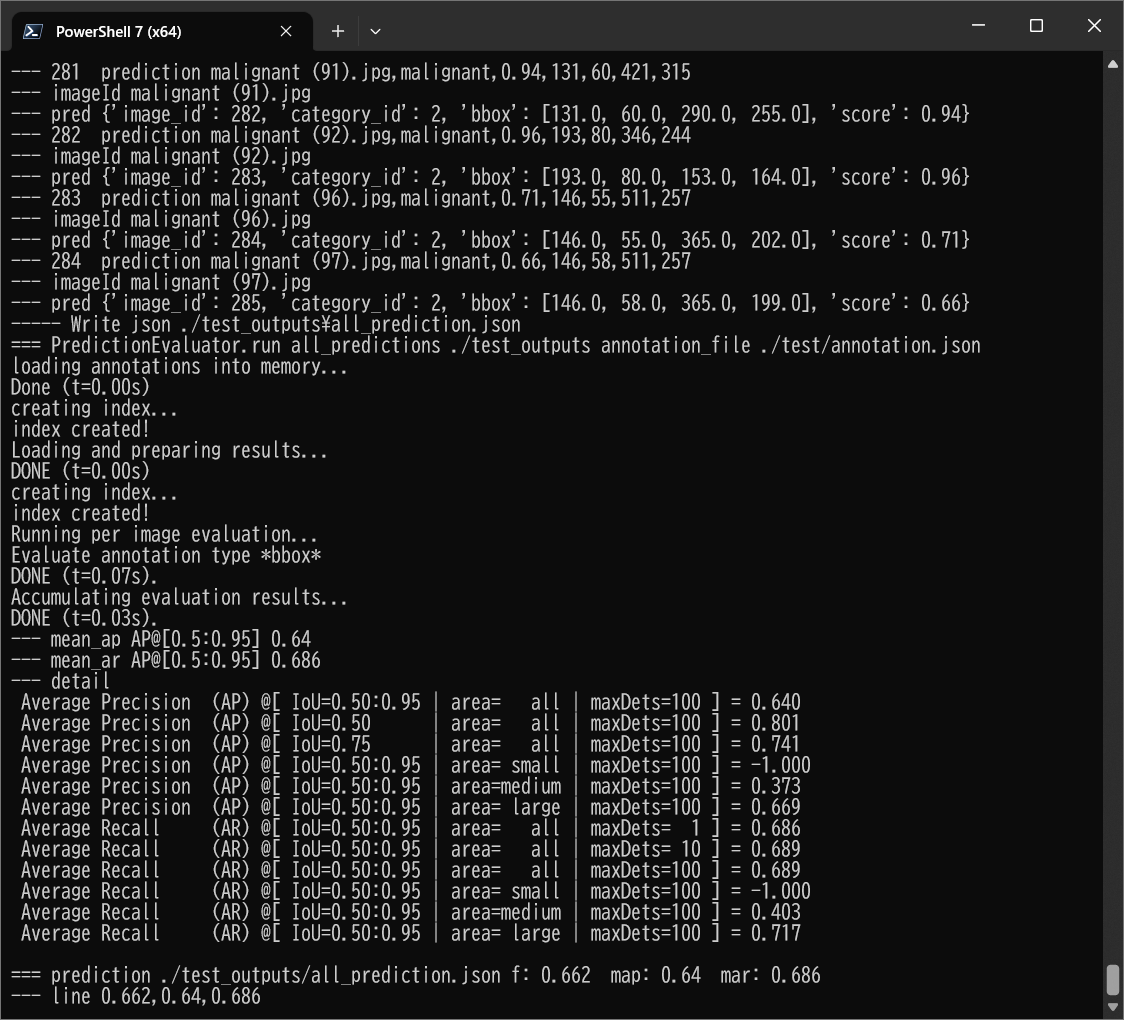 PowerShell 7 (x64)
--- 281  prediction malignant (91).jpg,malignant,0.94,131,60,421,315
--- imageId malignant (91).jpg
--- pred {'image_id': 282, 'category_id': 2, 'bbox': [131.0, 60.0, 290.0, 255.0], 'score': 0.94}
--- 282  prediction malignant (92).jpg,malignant,0.96,193,80,346,244
--- imageId malignant (92).jpg
--- pred {'image_id': 283, 'category_id': 2, 'bbox': [193.0, 80.0, 153.0, 164.0], 'score': 0.96}
--- 283  prediction malignant (96).jpg,malignant,0.71,146,55,511,257
--- imageId malignant (96).jpg
--- pred {'image_id': 284, 'category_id': 2, 'bbox': [146.0, 55.0, 365.0, 202.0], 'score': 0.71}
--- 284  prediction malignant (97).jpg,malignant,0.66,146,58,511,257
--- imageId malignant (97).jpg
--- pred {'image_id': 285, 'category_id': 2, 'bbox': [146.0, 58.0, 365.0, 199.0], 'score': 0.66}
----- Write json ./test_outputs¥all_prediction.json
=== PredictionEvaluator.run all_predictions ./test_outputs annotation_file ./test/annotation.json
loading annotations into memory...
Done (t=0.00s)
creating index...
index created!
Loading and preparing results...
DONE (t=0.00s)
creating index...
index created!
Running per image evaluation...
Evaluate annotation type *bbox*
DONE (t=0.07s).
Accumulating evaluation results...
DONE (t=0.03s).
--- mean_ap AP@[0.5:0.95] 0.64
--- mean_ar AP@[0.5:0.95] 0.686
--- detail
 Average Precision  (AP) @[ IoU=0.50:0.95 | area=   all | maxDets=100 ] = 0.640
 Average Precision  (AP) @[ IoU=0.50      | area=   all | maxDets=100 ] = 0.801
 Average Precision  (AP) @[ IoU=0.75      | area=   all | maxDets=100 ] = 0.741
 Average Precision  (AP) @[ IoU=0.50:0.95 | area= small | maxDets=100 ] = -1.000
 Average Precision  (AP) @[ IoU=0.50:0.95 | area=medium | maxDets=100 ] = 0.373
 Average Precision  (AP) @[ IoU=0.50:0.95 | area= large | maxDets=100 ] = 0.669
 Average Recall     (AR) @[ IoU=0.50:0.95 | area=   all | maxDets=  1 ] = 0.686
 Average Recall     (AR) @[ IoU=0.50:0.95 | area=   all | maxDets= 10 ] = 0.689
 Average Recall     (AR) @[ IoU=0.50:0.95 | area=   all | maxDets=100 ] = 0.689
 Average Recall     (AR) @[ IoU=0.50:0.95 | area= small | maxDets=100 ] = -1.000
 Average Recall     (AR) @[ IoU=0.50:0.95 | area=medium | maxDets=100 ] = 0.403
 Average Recall     (AR) @[ IoU=0.50:0.95 | area= large | maxDets=100 ] = 0.717
=== prediction ./test_outputs/all_prediction.json f: 0.662  map: 0.64  mar: 0.686
--- line 0.662,0.64,0.686